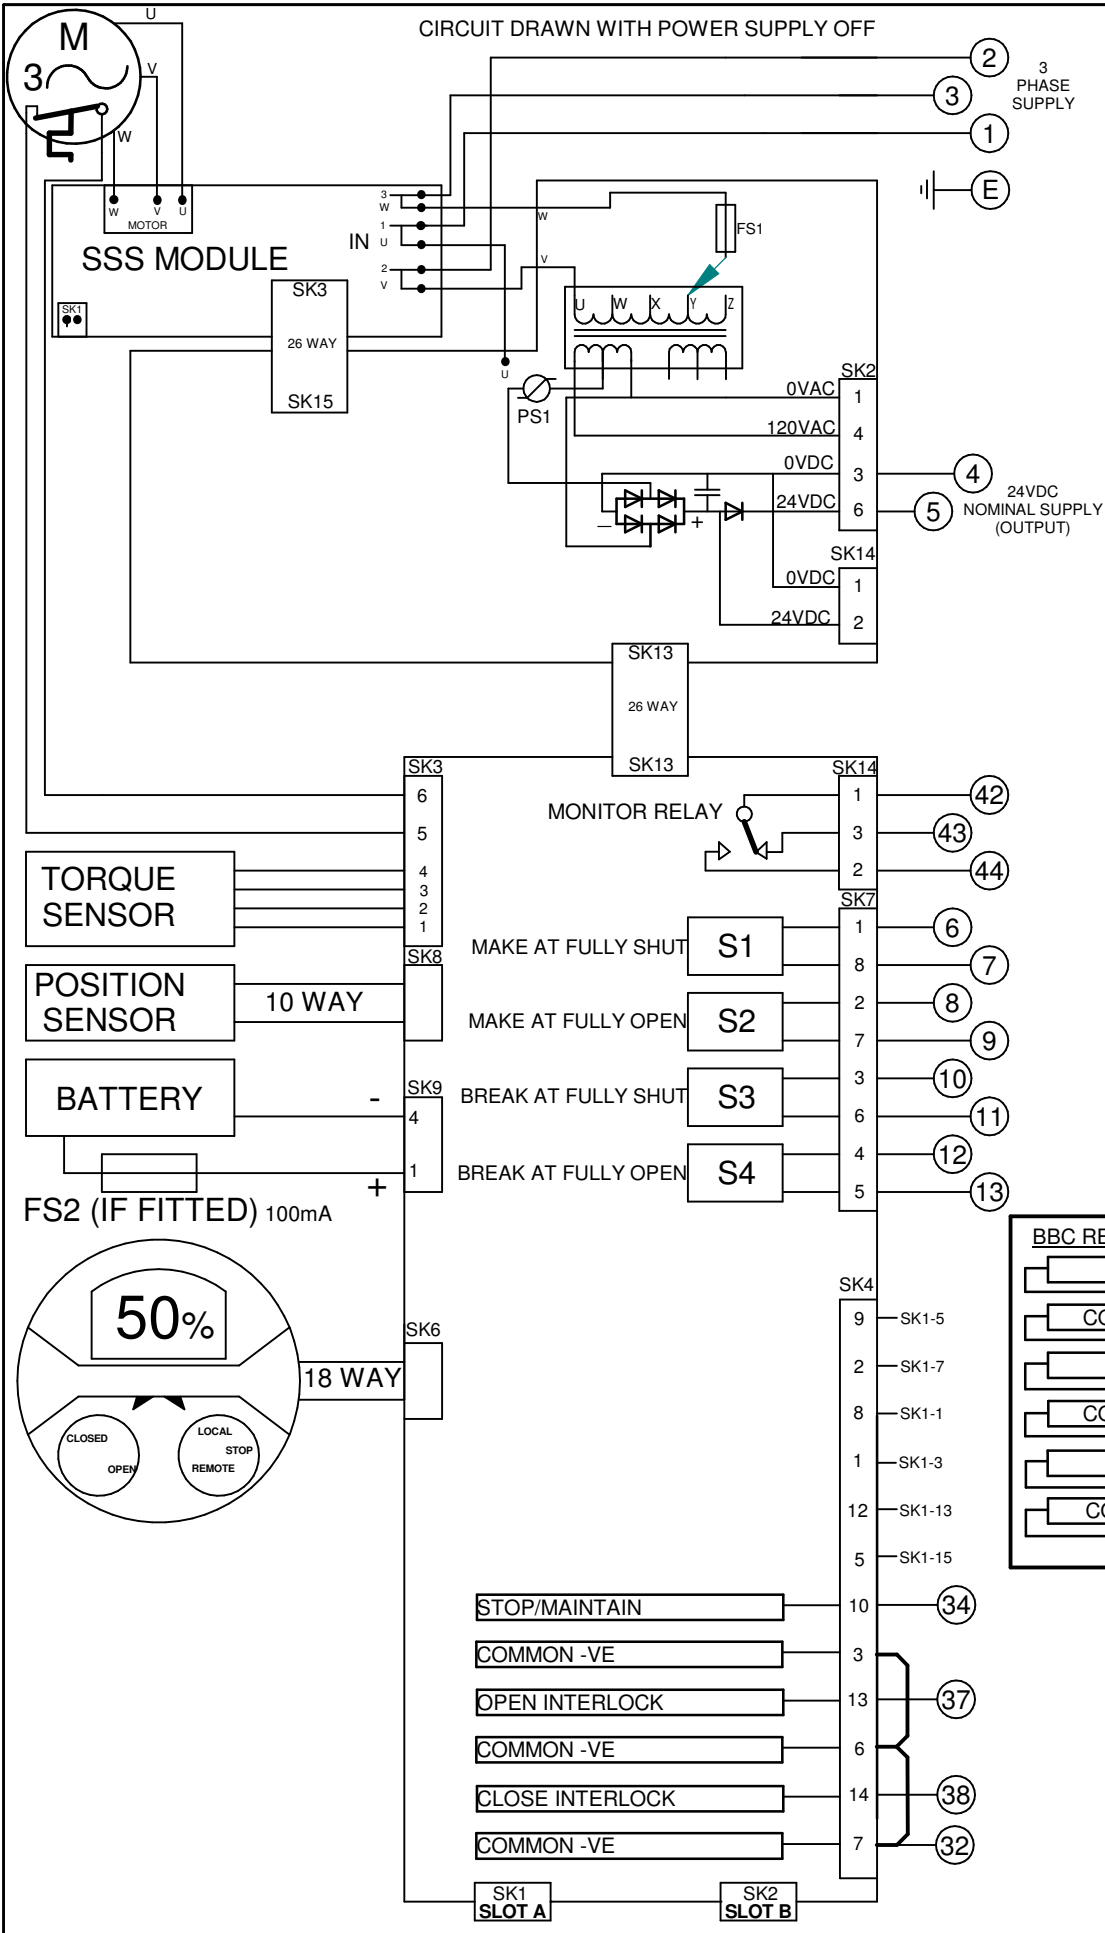 CIRCUIT DRAWN WITH POWER SUPPLY OFF
U
M
3
V
W
2
3
1
E
3
PHASE
SUPPLY
W
V
U
MOTOR
SSS MODULE
IN
3
W
1
U
2
V
W
V
U
FS1
U
W
X
Y
Z
SK1
SK3
26 WAY
SK15
PS1
SK2
0VAC
1
120VAC
4
0VDC
3
4
24VDC
6
5
24VDC
NOMINAL SUPPLY
(OUTPUT)
–
+
SK14
0VDC
1
24VDC
2
SK13
26 WAY
SK13
SK3
6
5
4
3
2
1
TORQUE
SENSOR
SK8
POSITION
SENSOR
10 WAY
BATTERY
-
SK9
4
1
+
FS2 (IF FITTED) 100mA
MONITOR RELAY
SK14
1
42
3
43
2
44
SK7
MAKE AT FULLY SHUT
S1
1
6
8
7
MAKE AT FULLY OPEN
S2
2
8
7
9
BREAK AT FULLY SHUT
S3
3
10
6
11
BREAK AT FULLY OPEN
S4
4
12
5
13
50%
CLOSED
OPEN
LOCAL
STOP
REMOTE
18 WAY
SK6
SK4
9
SK1-5
2
SK1-7
8
SK1-1
1
SK1-3
12
SK1-13
5
SK1-15
STOP/MAINTAIN
10
34
COMMON -VE
3
OPEN INTERLOCK
13
37
COMMON -VE
6
CLOSE INTERLOCK
14
38
COMMON -VE
7
32
SK1
SLOT A
SK2
SLOT B
BBC